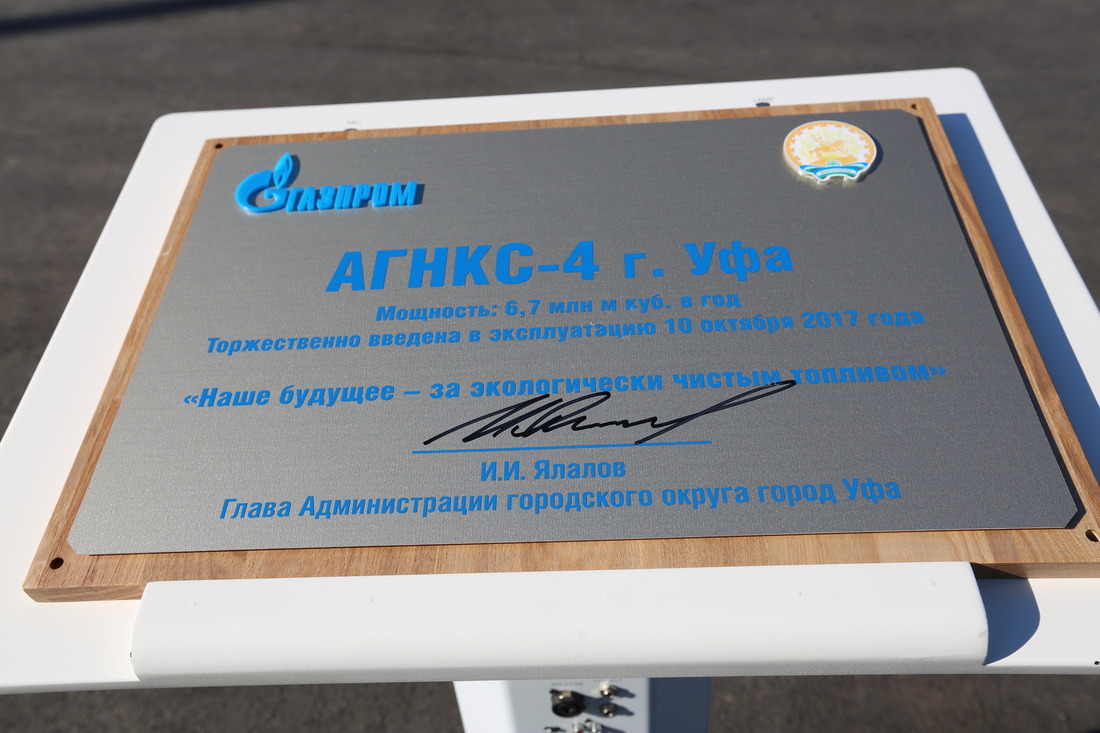 ГАЗПРОМ
АГНКС-4 г. Уфа
Мощность: 6,7 млн м куб. в год
Торжественно введена в эксплуатацию 10 октября 2017 года
«Наше будущее – за экологически чистым топливом»
И.И. Ялалов
Глава Администрации городского округа город Уфа